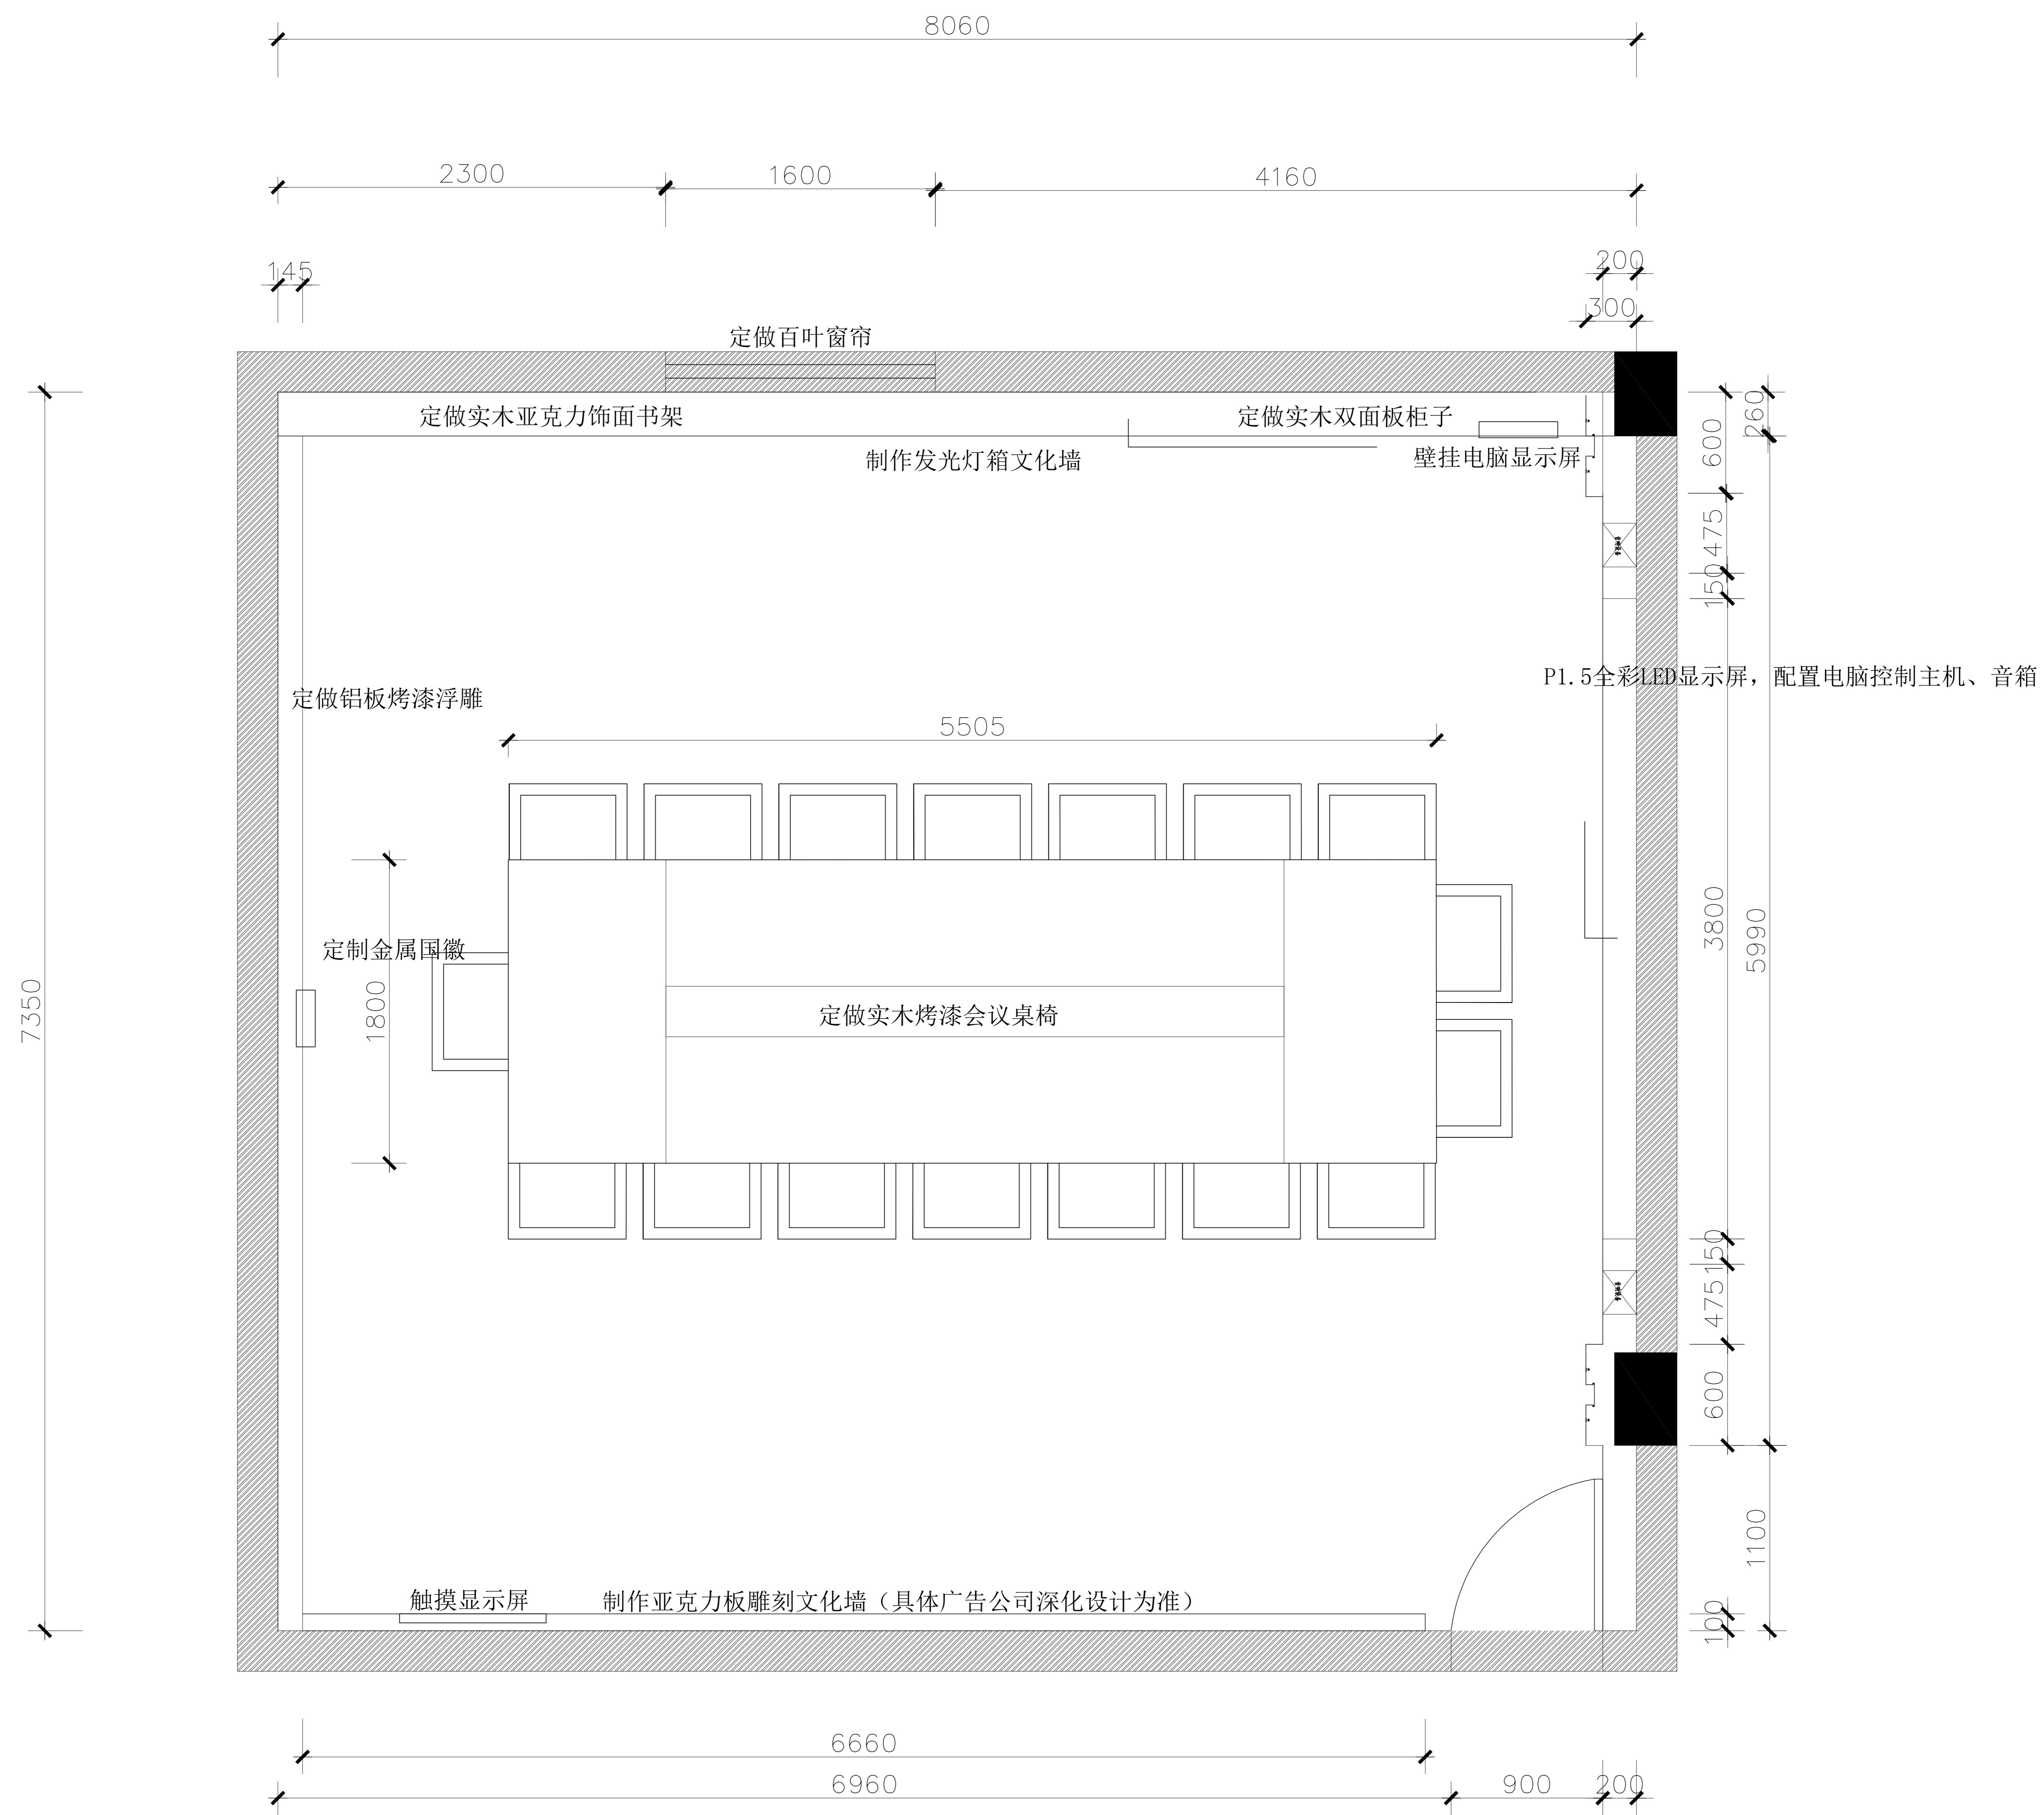 8060
2300
1600
4160
145
200
300
定做百叶窗帘
定做实木亚克力饰面书架
定做实木双面板柜子
制作发光灯箱文化墙
壁挂电脑显示屏
260
600
475
150
P1.5全彩LED显示屏，配置电脑控制主机、音箱
定做铝板烤漆浮雕
5505
定制金属国徽
1800
7350
定做实木烤漆会议桌椅
3800
5990
150
475
600
1100
100
触摸显示屏
制作亚克力板雕刻文化墙（具体广告公司深化设计为准）
6660
6960
900
200